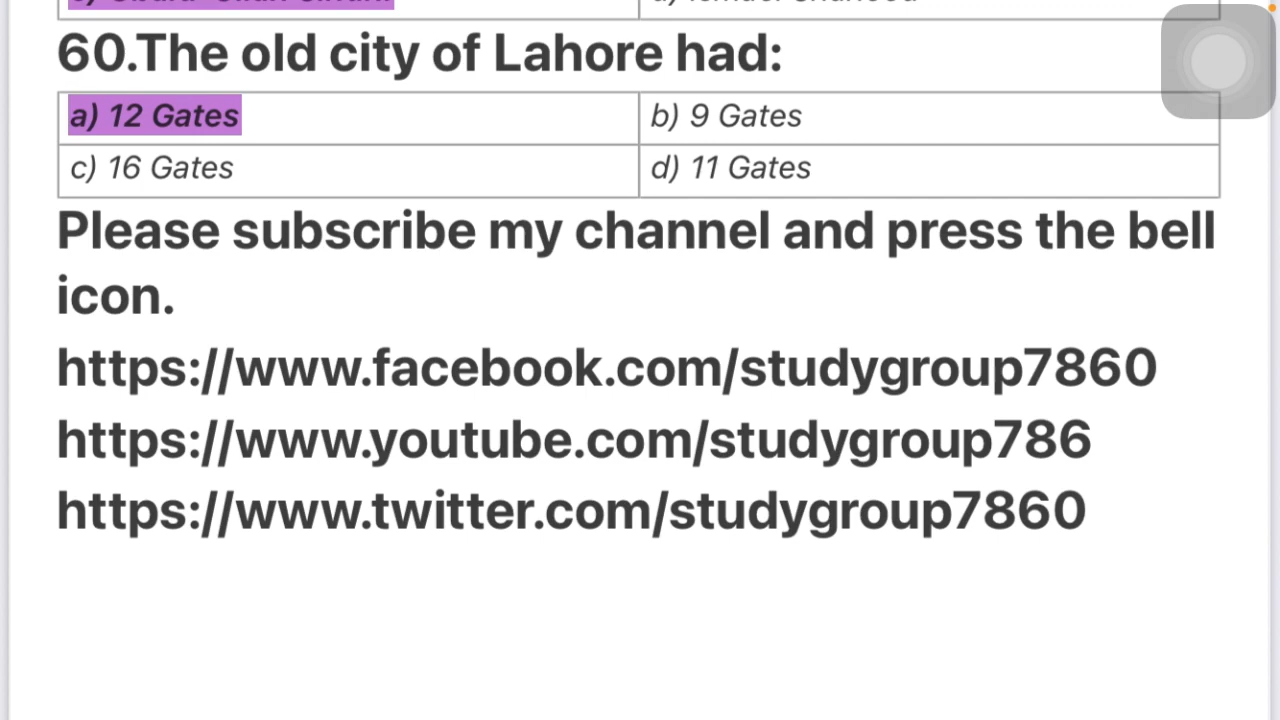 60.The old city of Lahore had:
a) 12 Gates
b) 9 Gates
c) 16 Gates
d) 11 Gates
Please subscribe my channel and press the bell
icon.
https://www.facebook.com/studygroup7860
https://www.youtube.com/studygroup786
https://www.twitter.com/studygroup7860